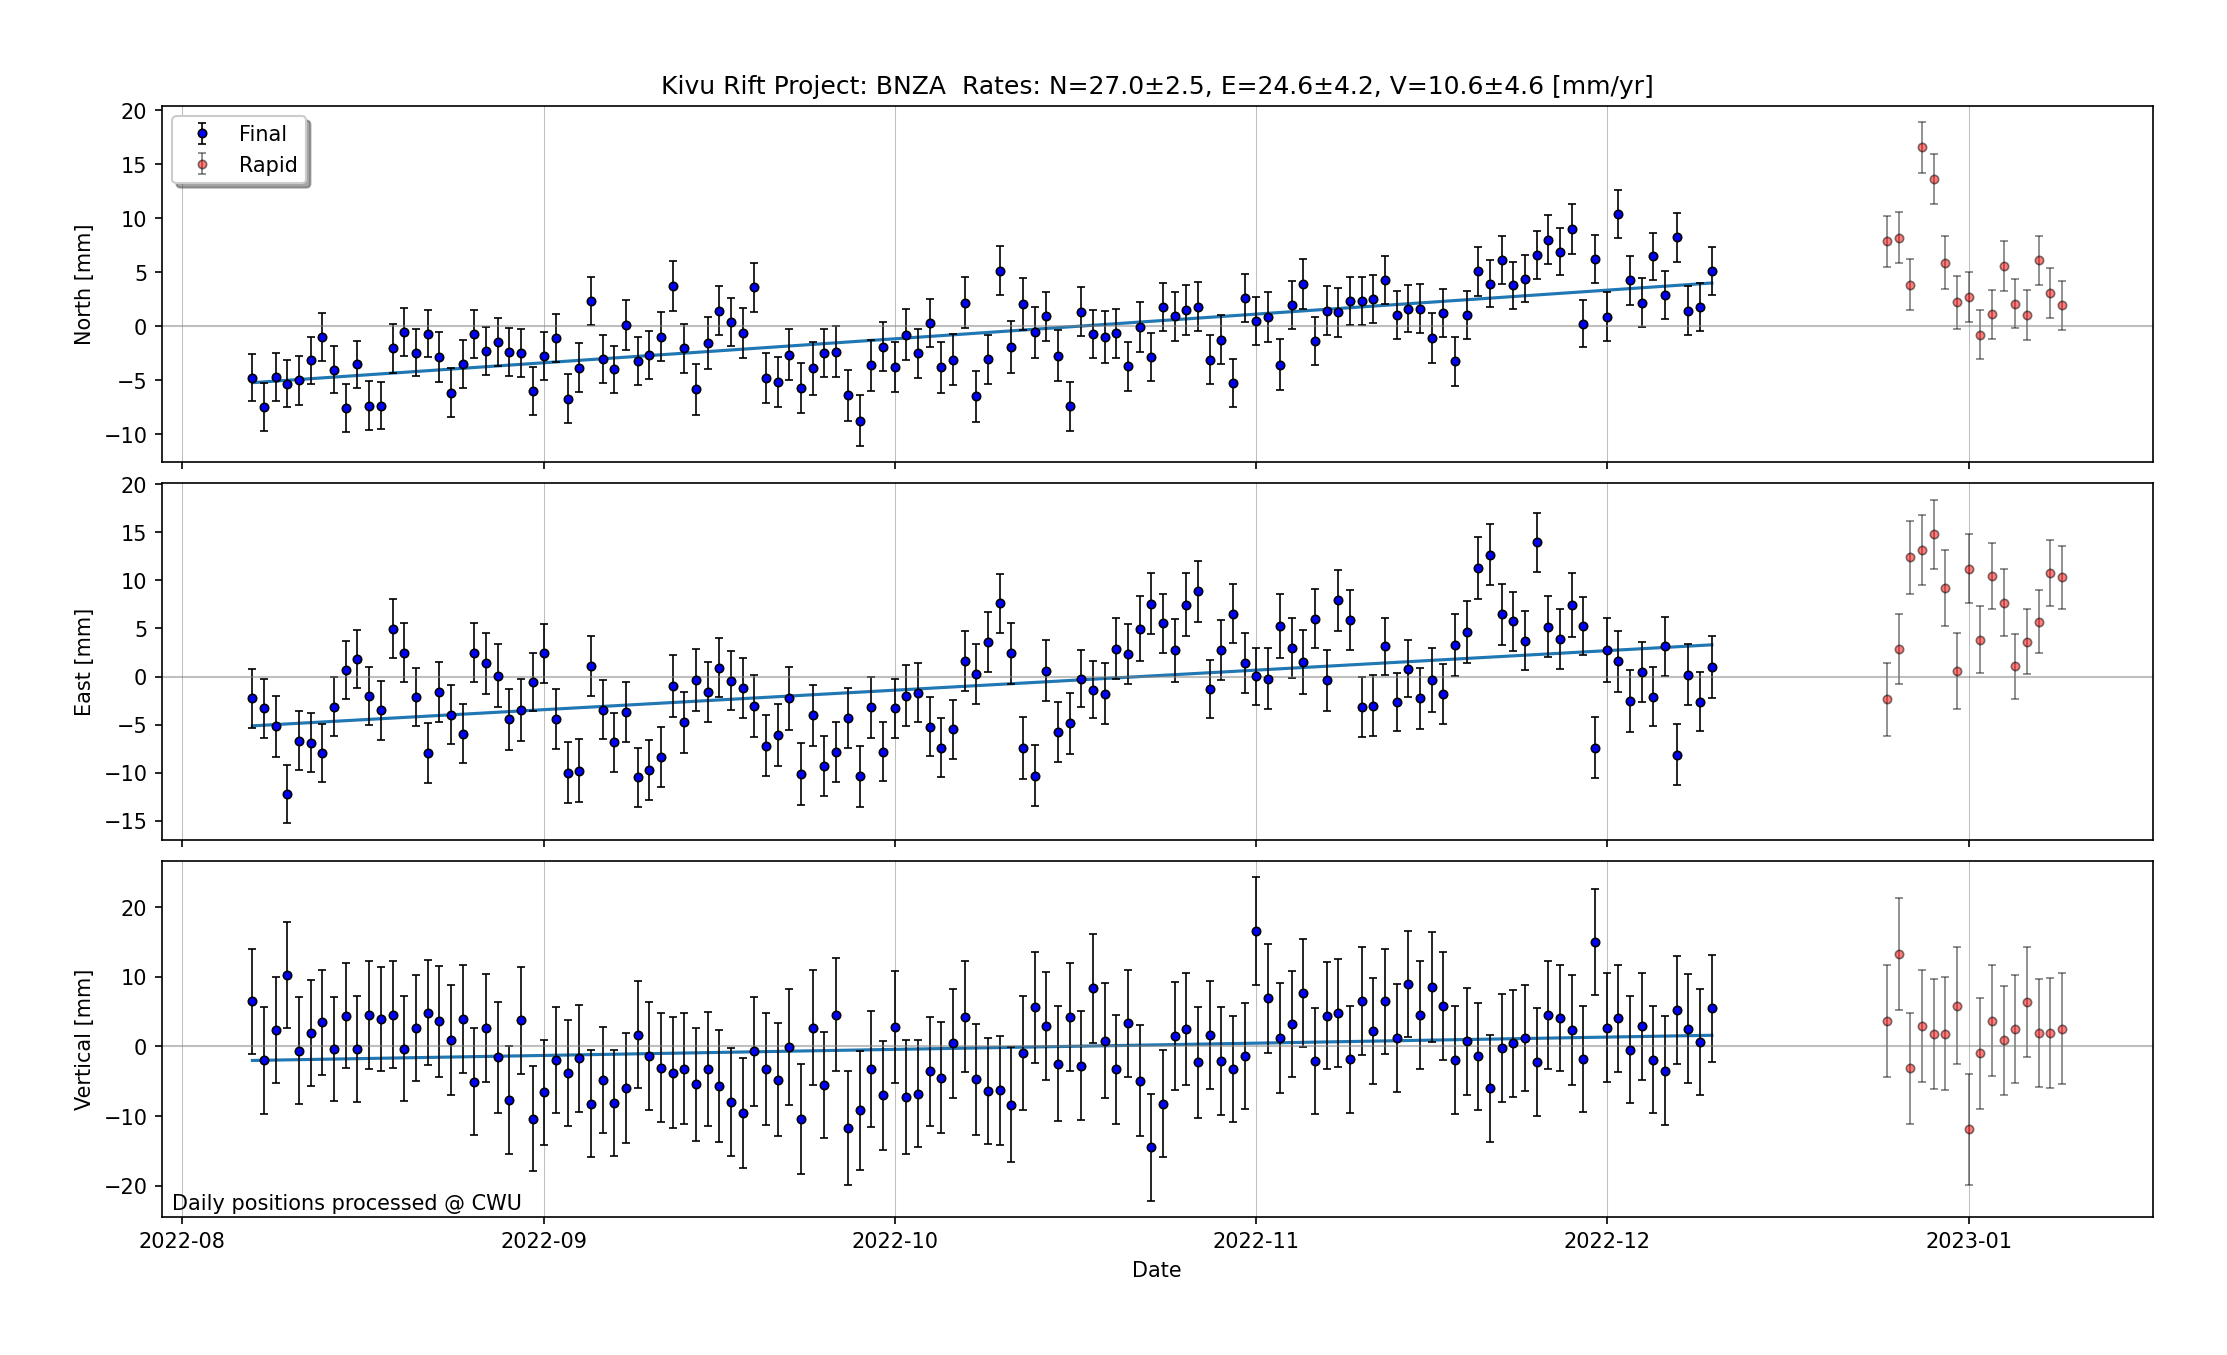 Kivu Rift Project: BNZA  Rates: N=27.0±2.5, E=24.6±4.2, V=10.6±4.6 [mm/yr]
Final
Rapid
North [mm]
20
15
10
5
0
−5
−10
East [mm]
20
15
10
5
0
−5
−10
−15
Vertical [mm]
20
10
0
−10
−20
Daily positions processed @ CWU
2022-08 2022-09 2022-10 2022-11 2022-12 2023-01
Date